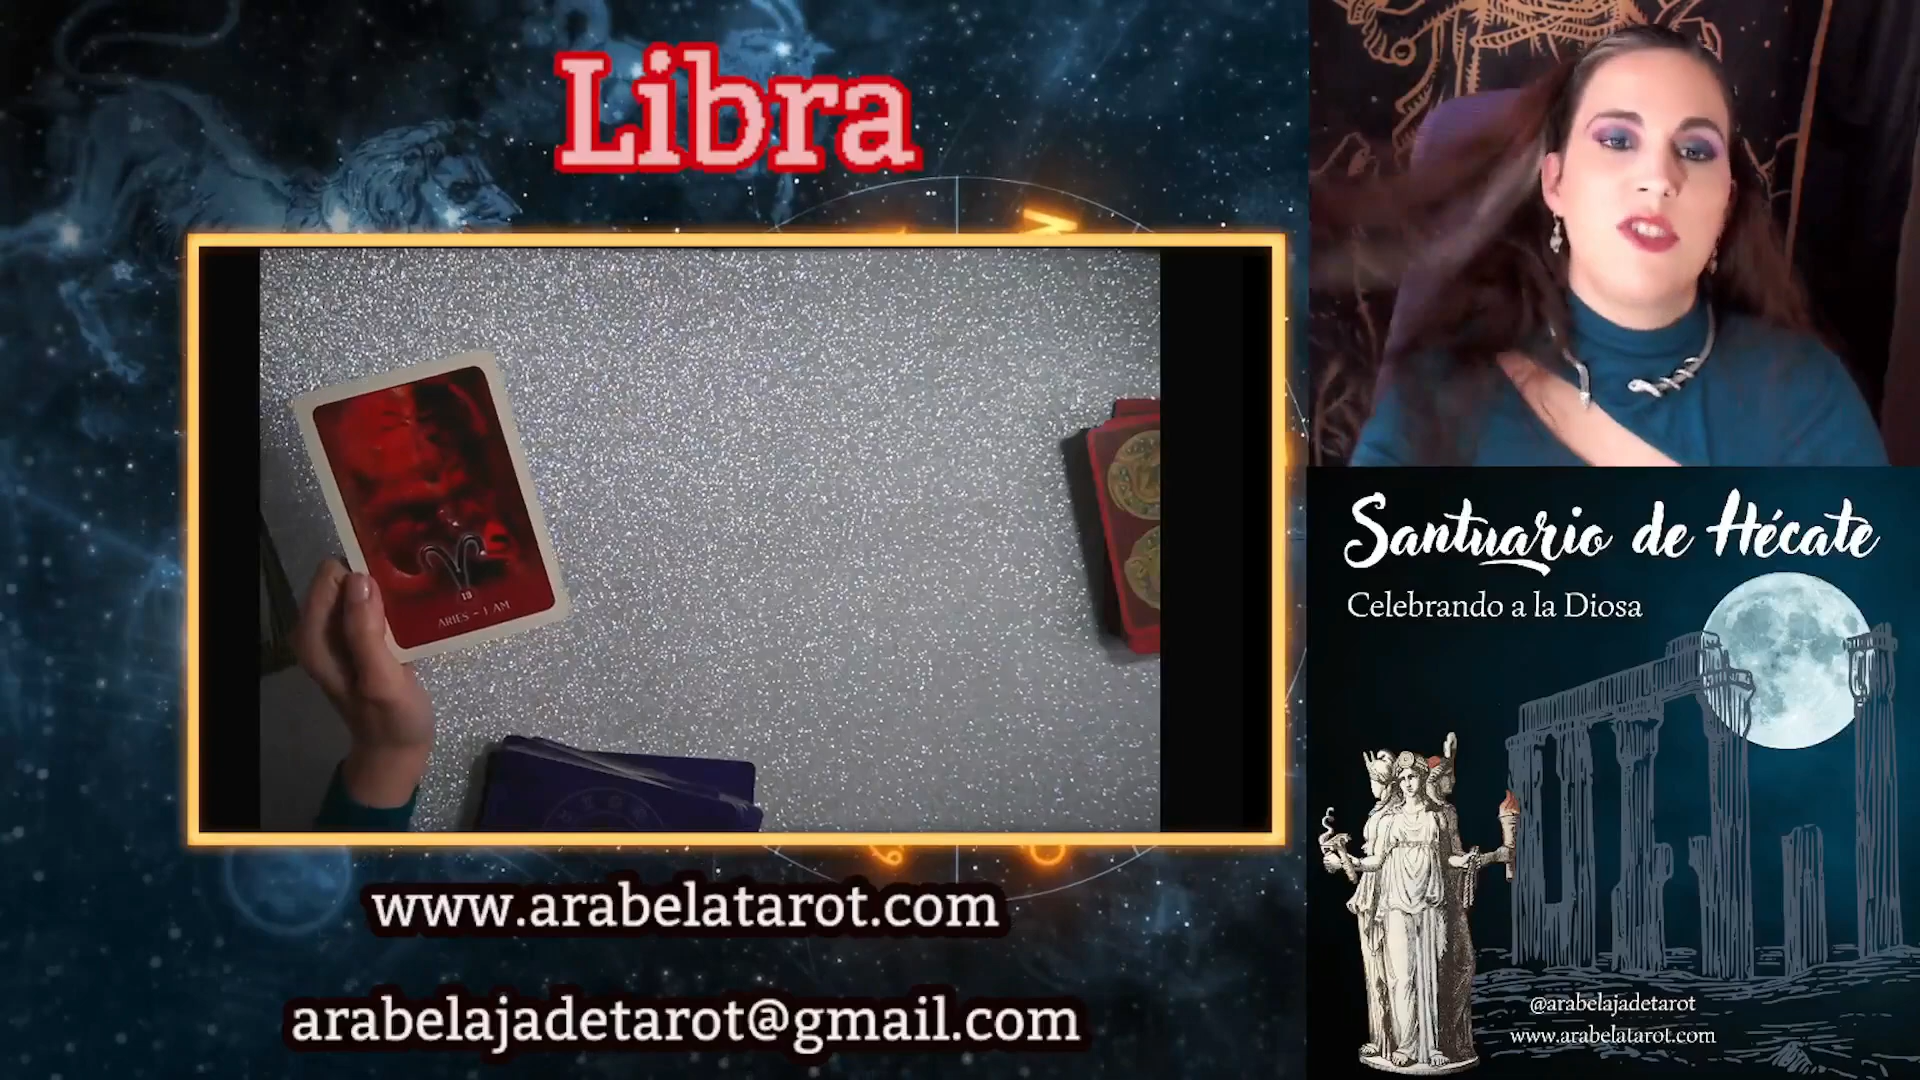 Libra
19
ARIES - I AM
www.arabelatarot.com
arabelajadetarot@gmail.com
Santuario de Hécate
Celebrando a la Diosa
@arabelajadetarot
www.arabelatarot.com